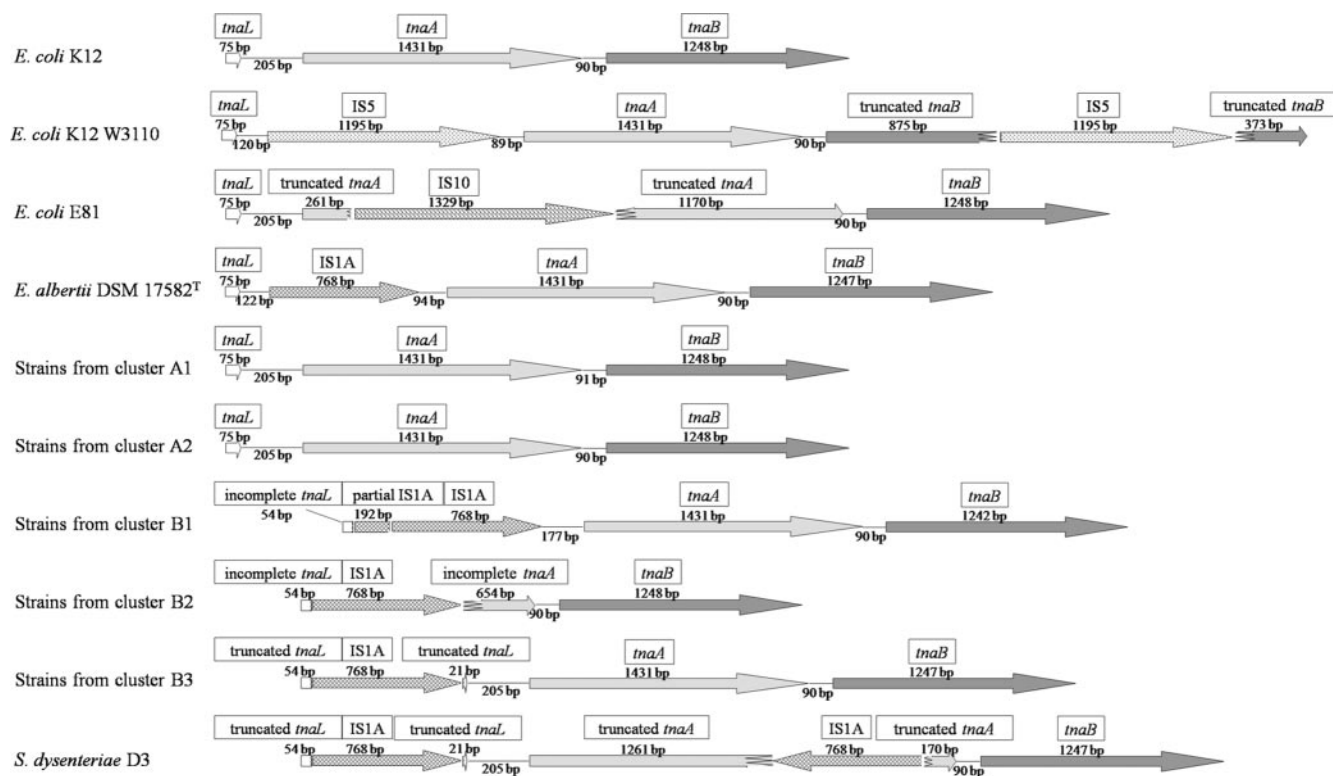 tnaL tnaA tnaB
75 bp 1431 bp 1248 bp
E. coli K12
205 bp 90 bp
tnaL IS5 tnaA truncated tnaB IS5 truncated tnaB
75 bp 1195 bp 1431 bp 875 bp 1195 bp 373 bp
E. coli K12 W3110
120 bp 89 bp 90 bp
tnaL truncated tnaA IS10 truncated tnaA tnaB
75 bp 261 bp 1329 bp 1170 bp 1248 bp
E. coli E81
205 bp 90 bp
tnaL IS1A tnaA tnaB
75 bp 768 bp 1431 bp 1247 bp
E. albertii DSM 17582ᵀ
122 bp 94 bp 90 bp
tnaL tnaA tnaB
75 bp 1431 bp 1248 bp
Strains from cluster A1
205 bp 91 bp
tnaL tnaA tnaB
75 bp 1431 bp 1248 bp
Strains from cluster A2
205 bp 90 bp
incomplete tnaL partial IS1A IS1A tnaA tnaB
54 bp 192 bp 768 bp 1431 bp 1242 bp
Strains from cluster B1
177 bp 90 bp
incomplete tnaL IS1A incomplete tnaA tnaB
54 bp 768 bp 654 bp 1248 bp
Strains from cluster B2
90 bp
truncated tnaL IS1A truncated tnaL tnaA tnaB
54 bp 768 bp 21 bp 1431 bp 1247 bp
Strains from cluster B3
205 bp 90 bp
truncated tnaL IS1A truncated tnaL truncated tnaA IS1A truncated tnaA tnaB
54 bp 768 bp 21 bp 1261 bp 768 bp 170 bp 1247 bp
S. dysenteriae D3
205 bp 90 bp